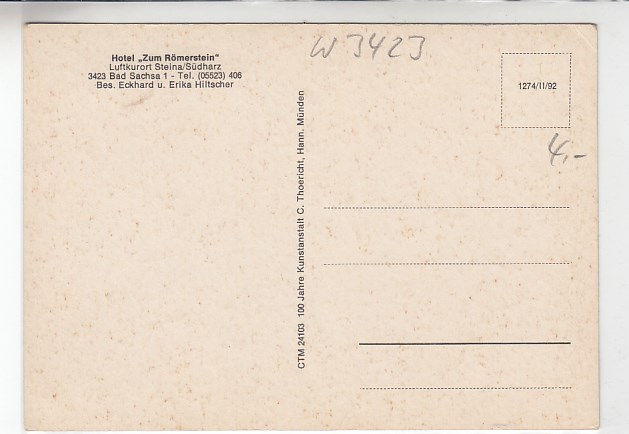 Hotel „Zum Römerstein"
Luftkurort Steina/Südharz
3423 Bad Sachsa 1 - Tel. (05523) 406
Bes. Eckhard u. Erika Hiltscher
W 3423
1274/II/92
4,-
CTM 24103 100 Jahre Kunstanstalt C. Thoericht, Hann. Münden